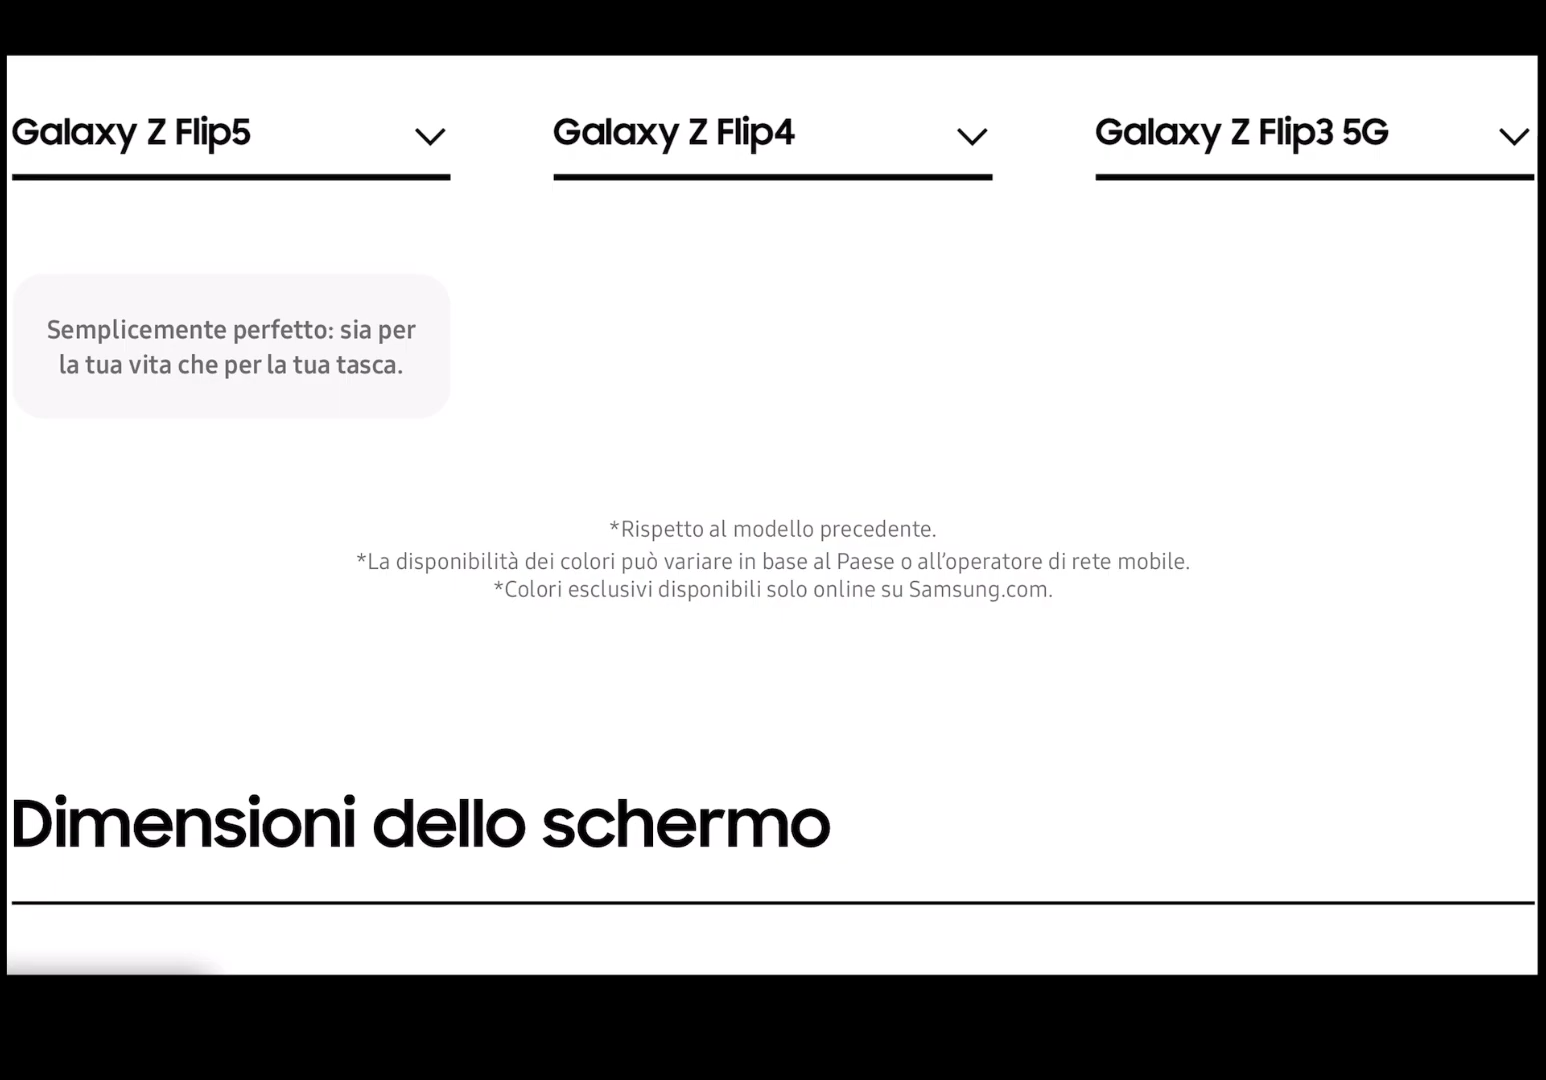 Galaxy Z Flip5
Galaxy Z Flip4
Galaxy Z Flip3 5G
Semplicemente perfetto: sia per
la tua vita che per la tua tasca.
*Rispetto al modello precedente.
*La disponibilità dei colori può variare in base al Paese o all’operatore di rete mobile.
*Colori esclusivi disponibili solo online su Samsung.com.
Dimensioni dello schermo